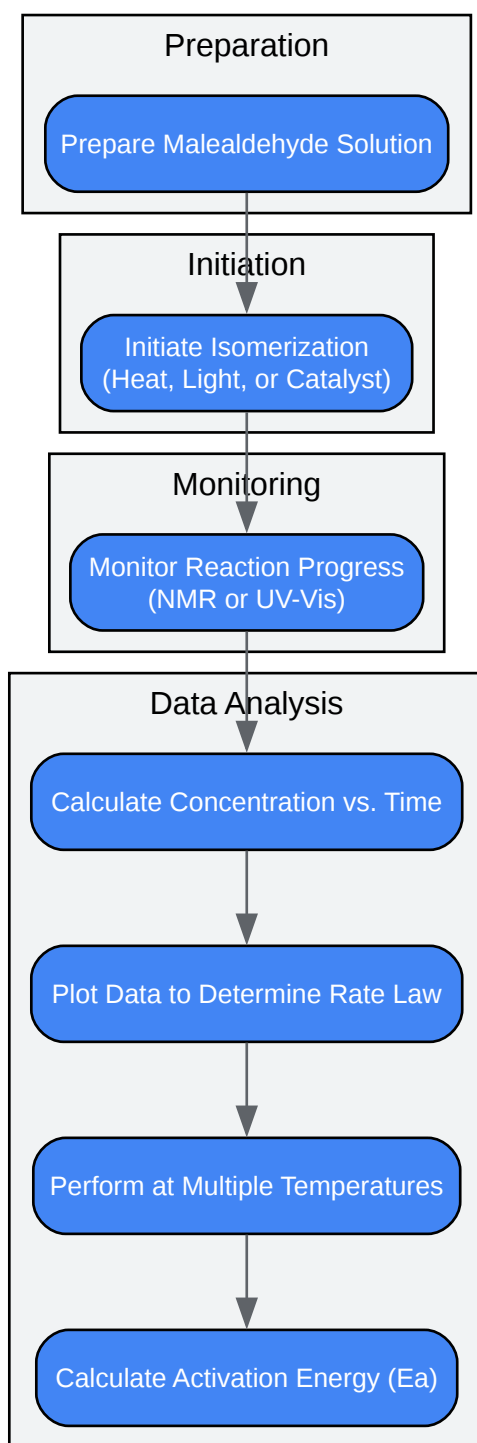 Preparation
Prepare Malealdehyde Solution
Initiation
Initiate Isomerization
(Heat, Light, or Catalyst)
Monitoring
Monitor Reaction Progress
(NMR or UV-Vis)
Data Analysis
Calculate Concentration vs. Time
Plot Data to Determine Rate Law
Perform at Multiple Temperatures
Calculate Activation Energy (Ea)